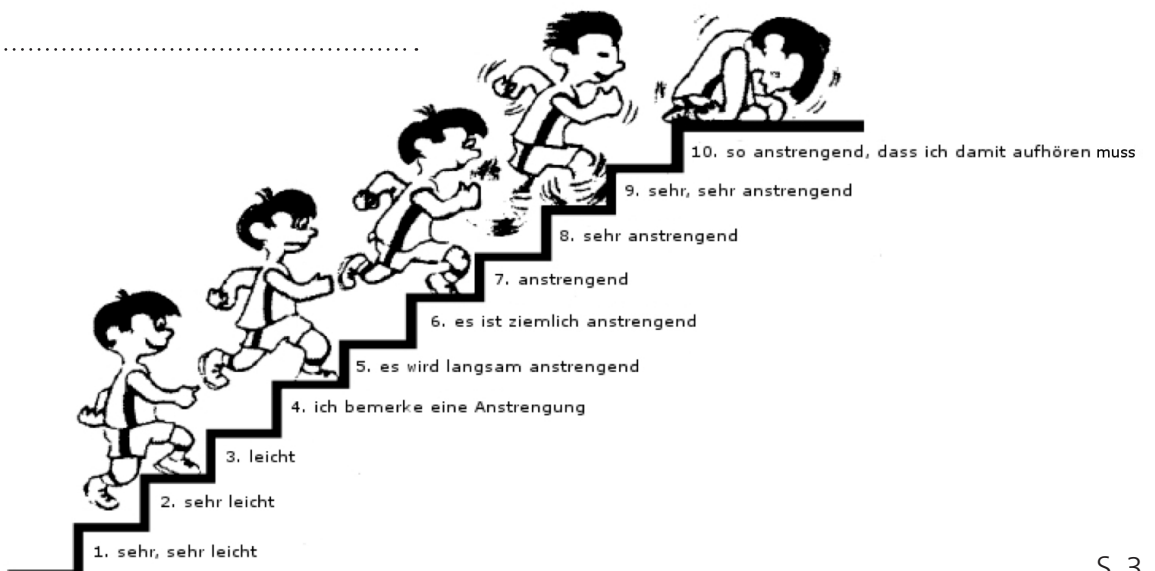 10. so anstrengend, dass ich damit aufhören muss
9. sehr, sehr anstrengend
8. sehr anstrengend
7. anstrengend
6. es ist ziemlich anstrengend
5. es wird langsam anstrengend
4. ich bemerke eine Anstrengung
3. leicht
2. sehr leicht
1. sehr, sehr leicht
S. 3